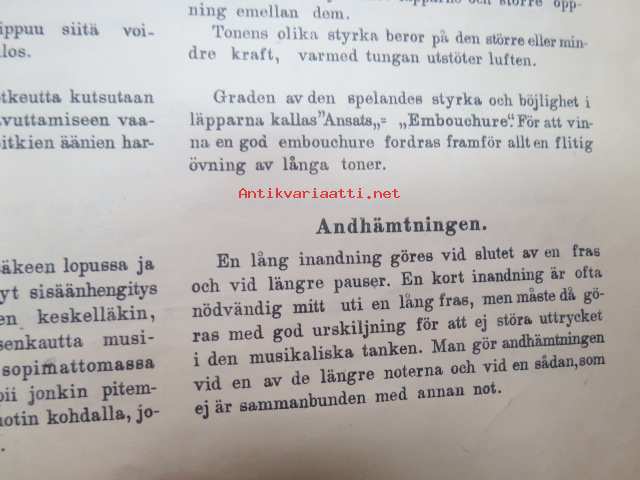 ippuu siitä voi-
los.
otkeutta kutsutaan
vuttamiseen vaa-
itkien äänien har-
äkeen lopussa ja
yt sisäänhengitys
en keskelläkin,
senkautta musi-
sopimattomassa
pii jonkin pitem-
notin kohdalla, jo-
ning emellan dem.
Tonens olika styrka beror på den större eller min-
dre kraft, varmed tungan utstöter luften.
Graden av den spelandes styrka och böjlighet i
läpparna kallas "Ansats„= „Embouchure". För att vin-
na en god embouchure fordras framför allt en flitig
övning av långa toner.
Antikvariaatti.net
Andhämtningen.
En lång inandning göres vid slutet av en fras
och vid längre pauser. En kort inandning är ofta
nödvändig mitt uti en lång fras, men måste då gö-
ras med god urskiljning för att ej störa uttrycket
i den musikaliska tanken. Man gör andhämtningen
vid en av de längre noterna och vid en sådan, som
ej är sammanbunden med annan not.